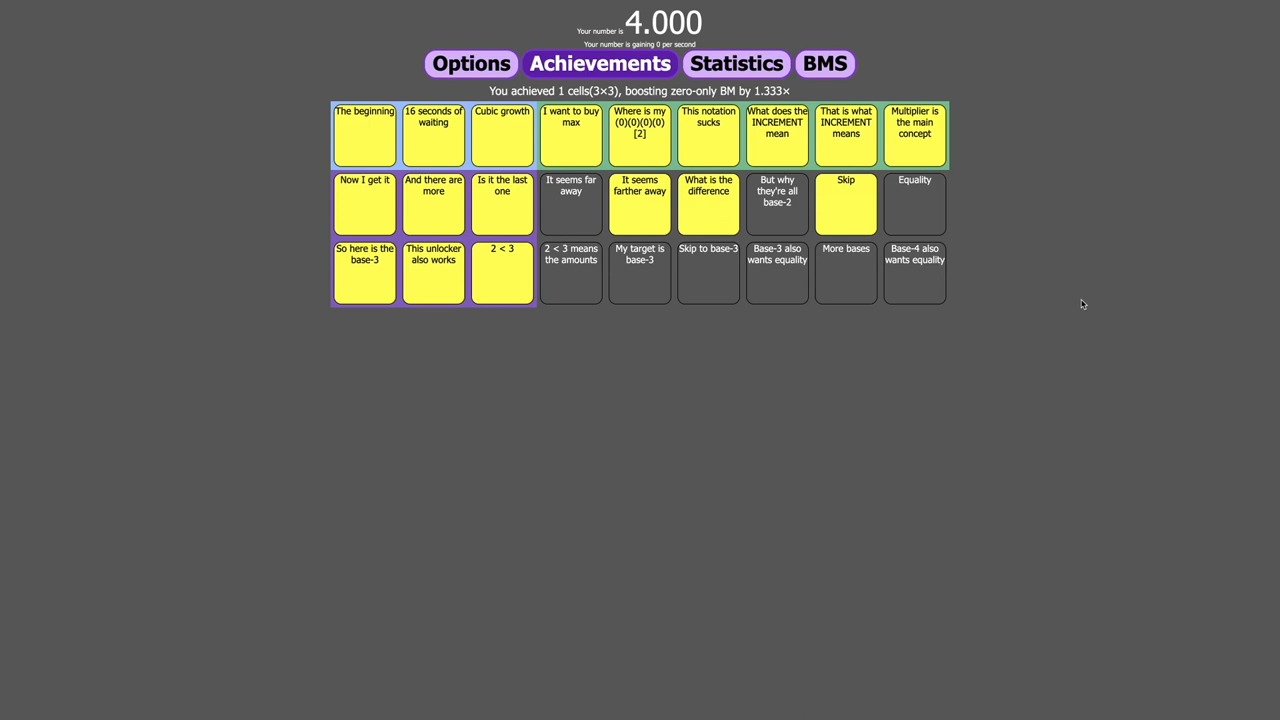 Your number is 4.000
Your number is gaining 0 per second
Options Achievements Statistics BMS
You achieved 1 cells(3×3), boosting zero-only BM by 1.333×
The beginning
16 seconds of
waiting
Cubic growth
I want to buy
max
Where is my
(0)(0)(0)(0)
[2]
This notation
sucks
What does the
INCREMENT
mean
That is what
INCREMENT
means
Multiplier is
the main
concept
Now I get it
And there are
more
Is it the last
one
It seems far
away
It seems
farther away
What is the
difference
But why
they're all
base-2
Skip
Equality
So here is the
base-3
This unlocker
also works
2 < 3
2 < 3 means
the amounts
My target is
base-3
Skip to base-3
Base-3 also
wants equality
More bases
Base-4 also
wants equality